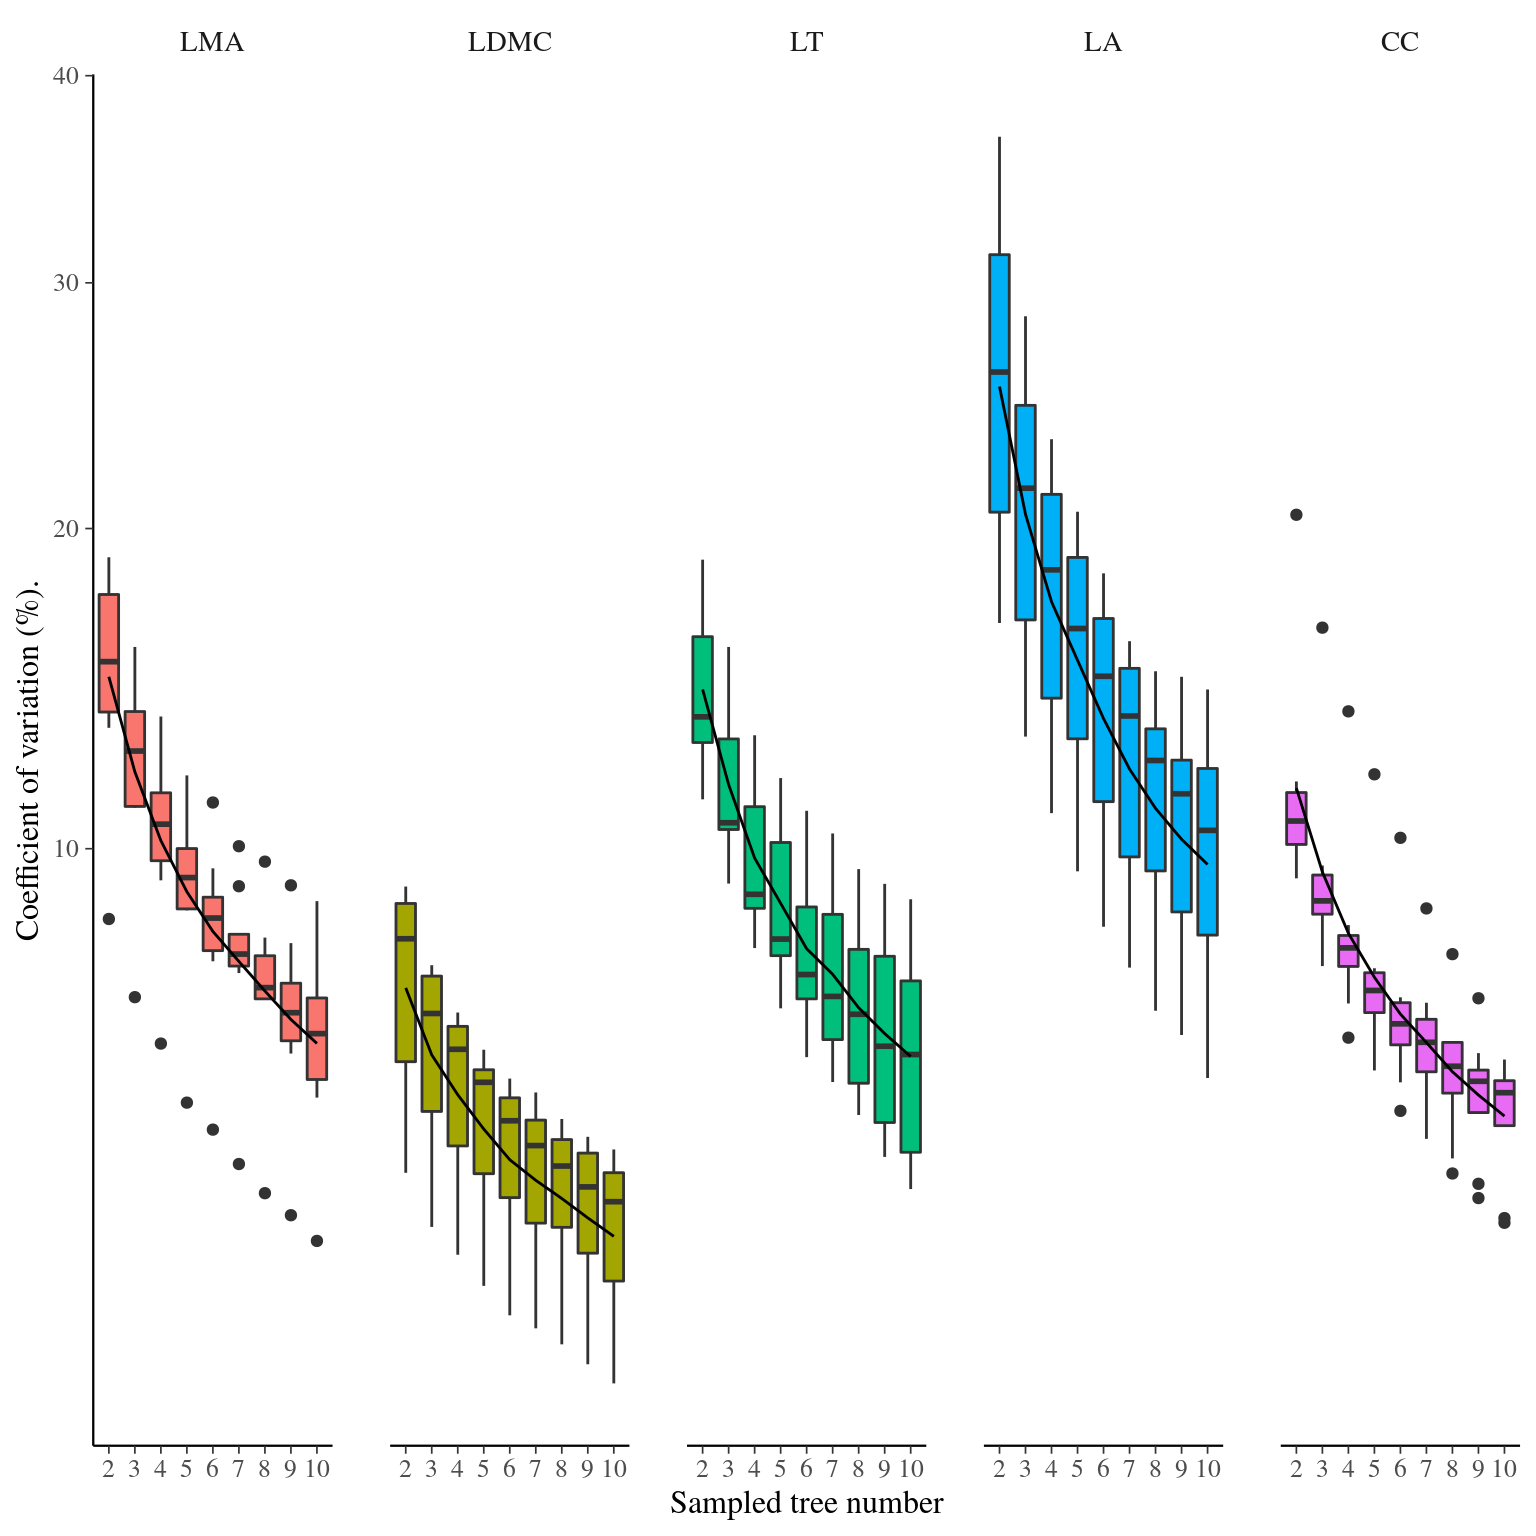 LMA LDMC LT LA CC
40
30
20
10
Coefficient of variation (%).
2 3 4 5 6 7 8 9 10 2 3 4 5 6 7 8 9 10 2 3 4 5 6 7 8 9 10 2 3 4 5 6 7 8 9 10 2 3 4 5 6 7 8 9 10
Sampled tree number